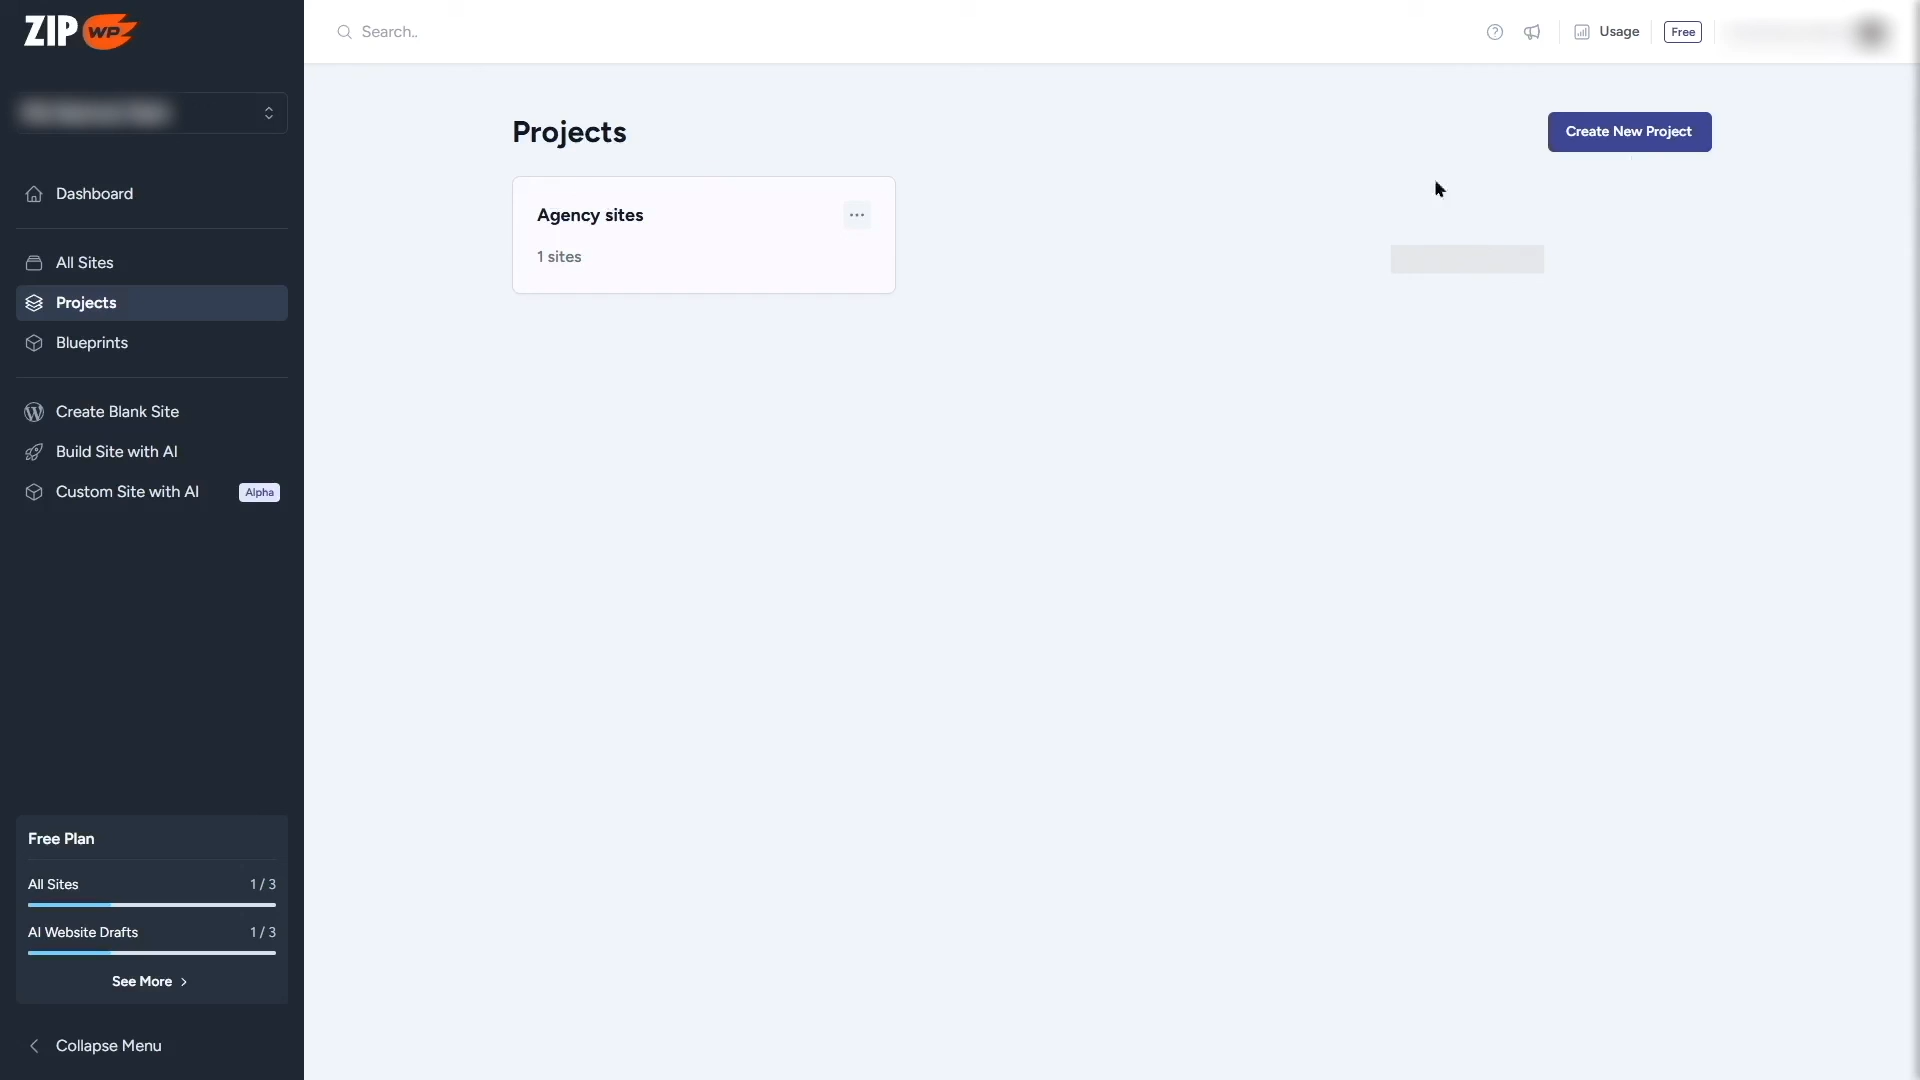 ZIP WP
Search..
Usage
Free
Dashboard
All Sites
Projects
Blueprints
Create Blank Site
Build Site with AI
Custom Site with AI
Alpha
Free Plan
All Sites
1 / 3
AI Website Drafts
1 / 3
See More
Collapse Menu
Projects
Create New Project
Agency sites
1 sites